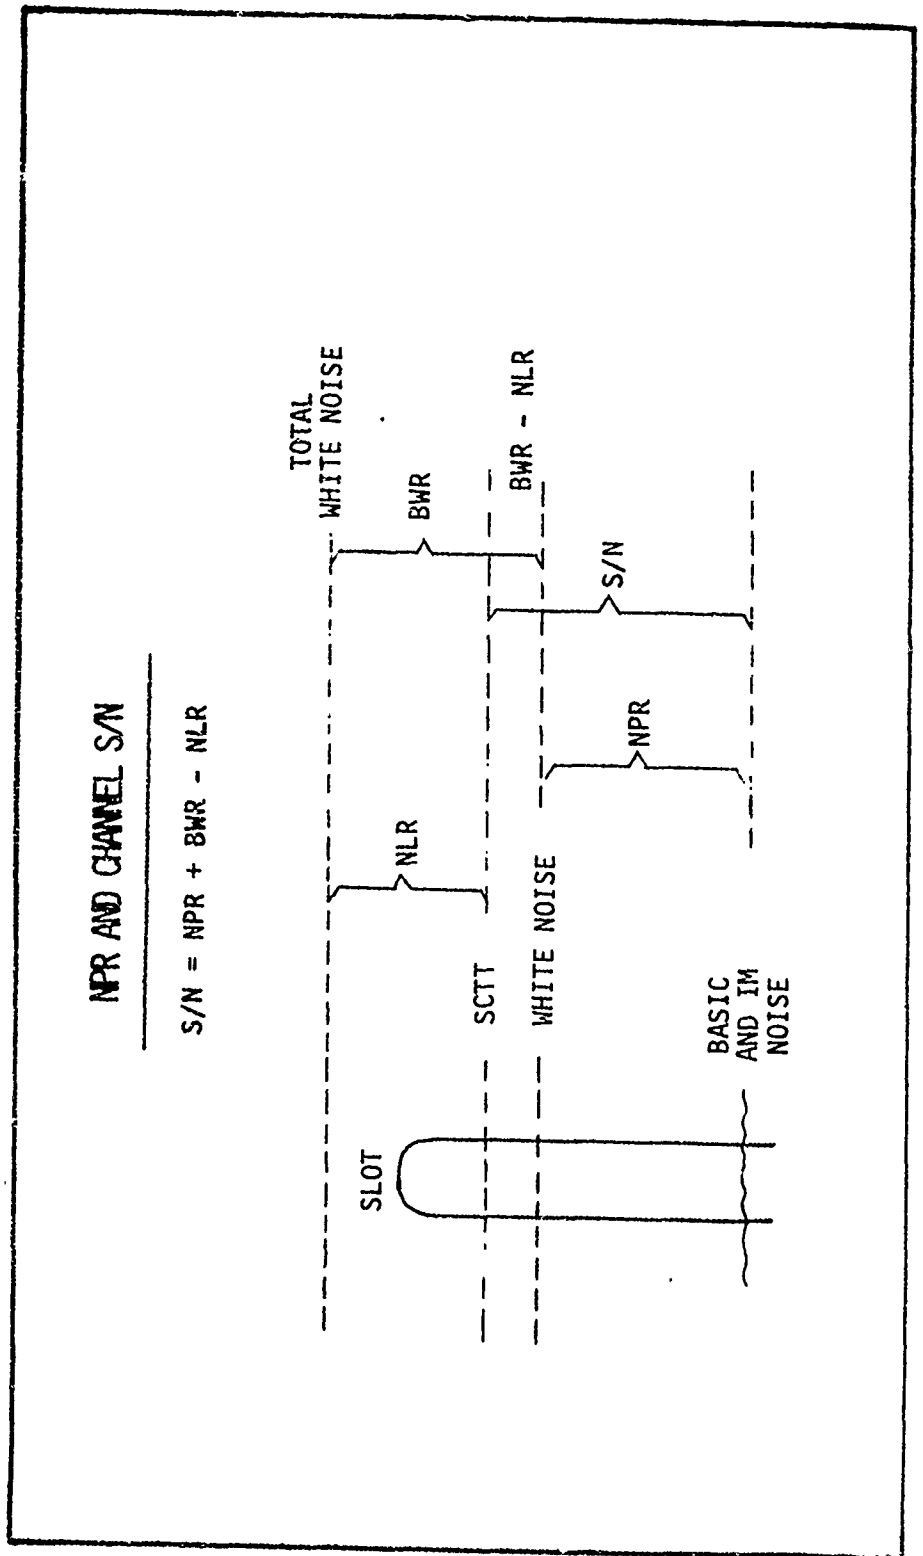 NPR AND CHANNEL S/N
S/N = NPR + BWR - NLR
TOTAL
WHITE NOISE
SLOT
NLR
BWR
SCTT
BWR - NLR
WHITE NOISE
S/N
NPR
BASIC
AND IM
NOISE